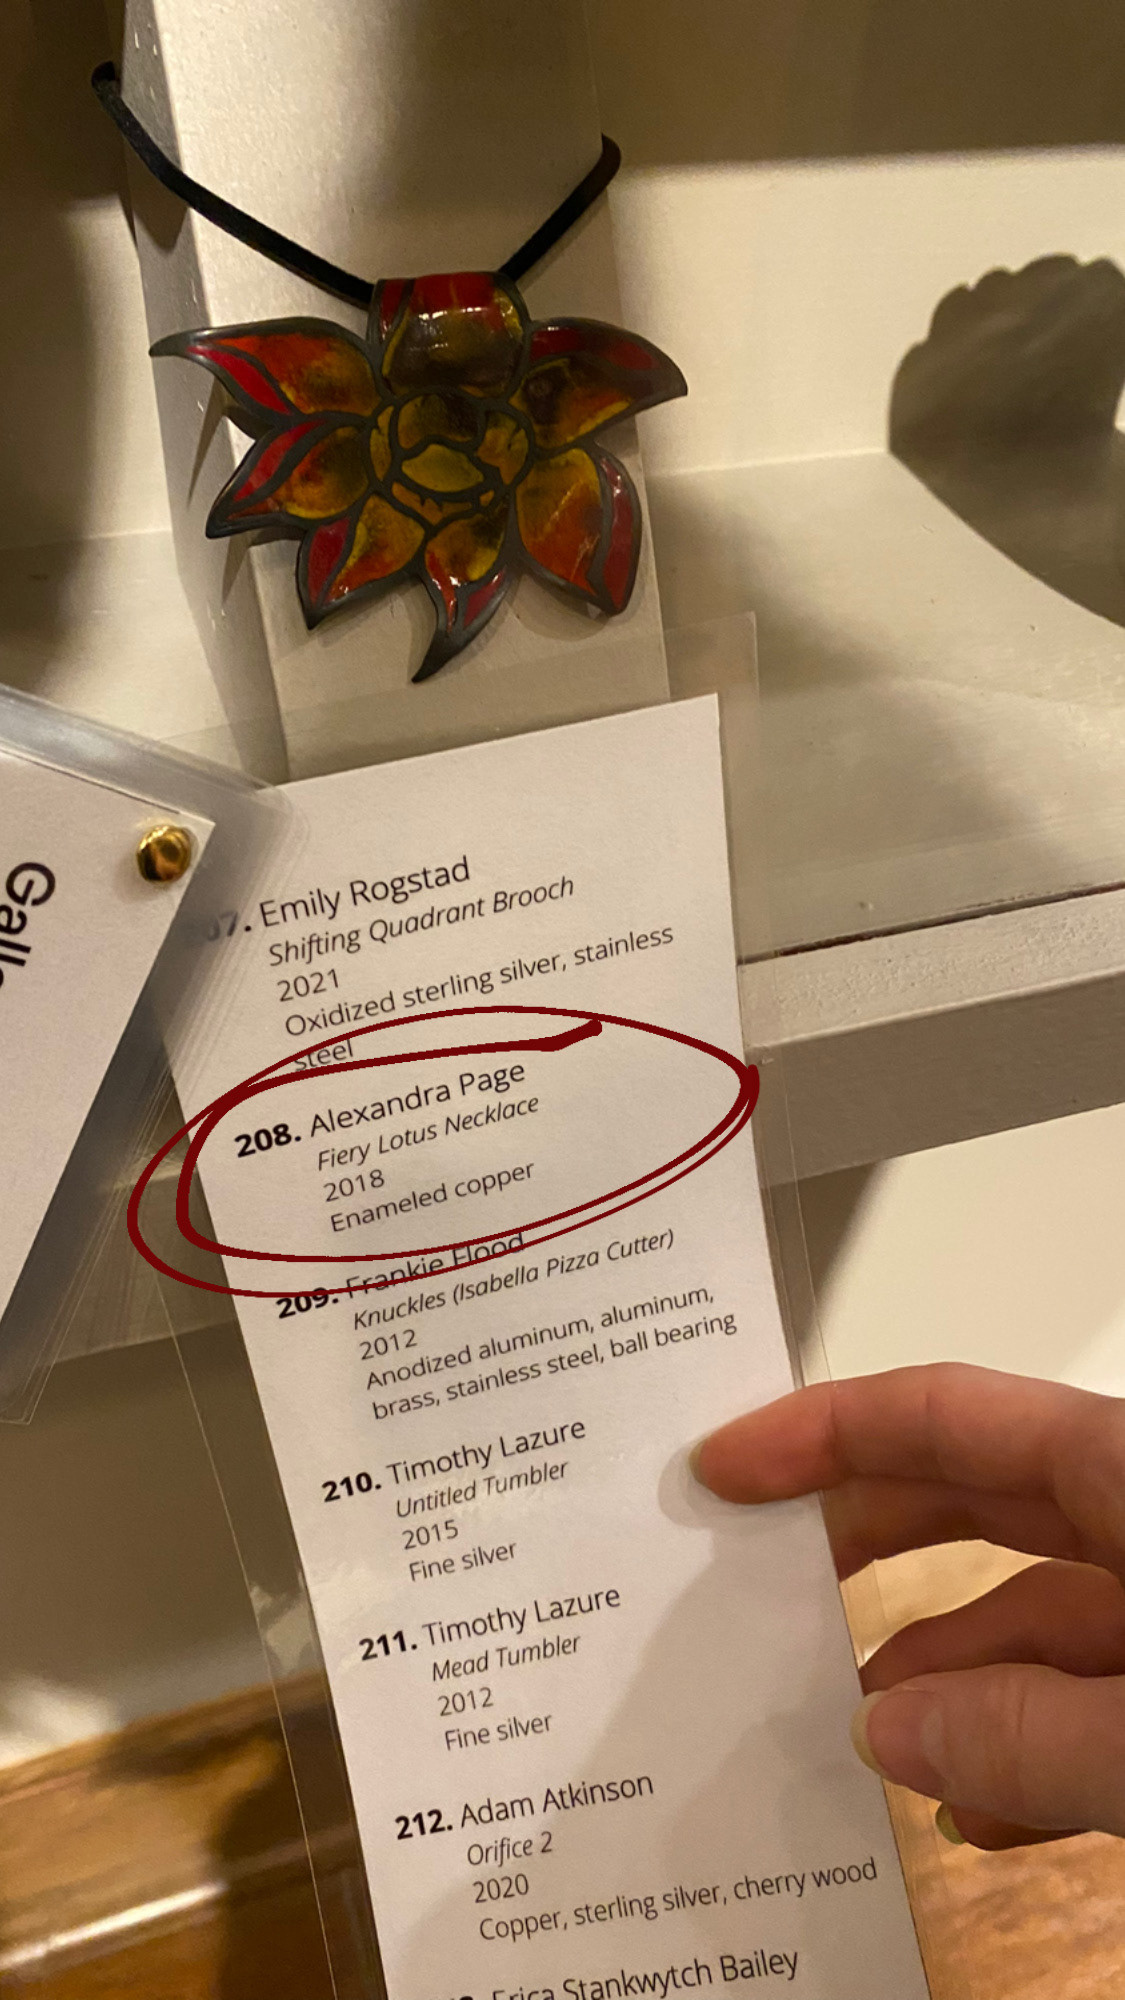 Emily Rogstad
Shifting Quadrant Brooch
2021
Oxidized sterling silver, stainless
steel
208. Alexandra Page
Fiery Lotus Necklace
2018
Enameled copper
209. Frankie Flood
Knuckles (Isabella Pizza Cutter)
2012
Anodized aluminum, aluminum,
brass, stainless steel, ball bearing
210. Timothy Lazure
Untitled Tumbler
2015
Fine silver
211. Timothy Lazure
Mead Tumbler
2012
Fine silver
212. Adam Atkinson
Orifice 2
2020
Copper, sterling silver, cherry wood
Erica Stankwytch Bailey